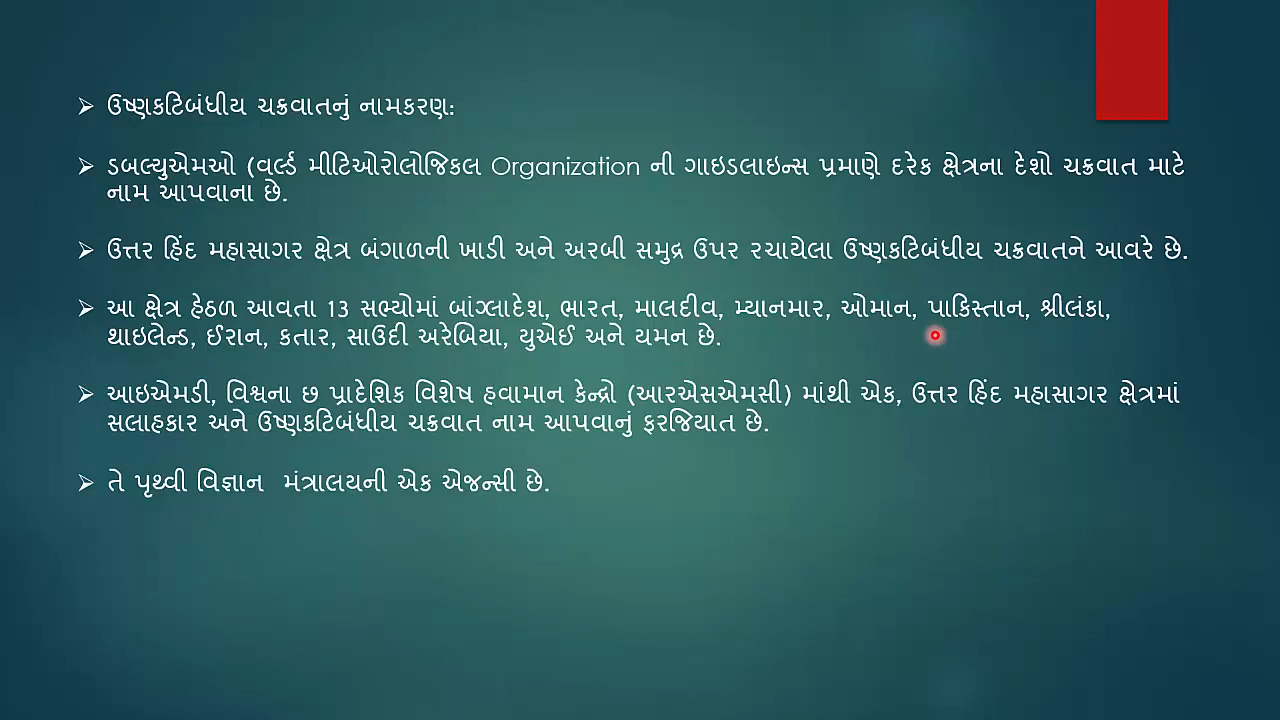 ઉષ્ણકટિબંધીય ચક્રવાતનું નામકરણ:
ડબલ્યુએમઓ (વર્લ્ડ મીટિઓરોલોજિકલ Organization ની ગાઇડલાઇન્સ પ્રમાણે દરેક ક્ષેત્રના દેશો ચક્રવાત માટે
નામ આપવાના છે.
ઉત્તર હિંદ મહાસાગર ક્ષેત્ર બંગાળની ખાડી અને અરબી સમુદ્ર ઉપર રચાયેલા ઉષ્ણકટિબંધીય ચક્રવાતને આવરે છે.
આ ક્ષેત્ર હેઠળ આવતા 13 સભ્યોમાં બાંગ્લાદેશ, ભારત, માલદીવ, મ્યાનમાર, ઓમાન, પાકિસ્તાન, શ્રીલંકા,
થાઇલેન્ડ, ઈરાન, કતાર, સાઉદી અરેબિયા, યુએઈ અને યમન છે.
આઇએમડી, વિશ્વના છ પ્રાદેશિક વિશેષ હવામાન કેન્દ્રો (આરએસએમસી) માંથી એક, ઉત્તર હિંદ મહાસાગર ક્ષેત્રમાં
સલાહકાર અને ઉષ્ણકટિબંધીય ચક્રવાત નામ આપવાનું ફરજિયાત છે.
તે પૃથ્વી વિજ્ઞાન  મંત્રાલયની એક એજન્સી છે.